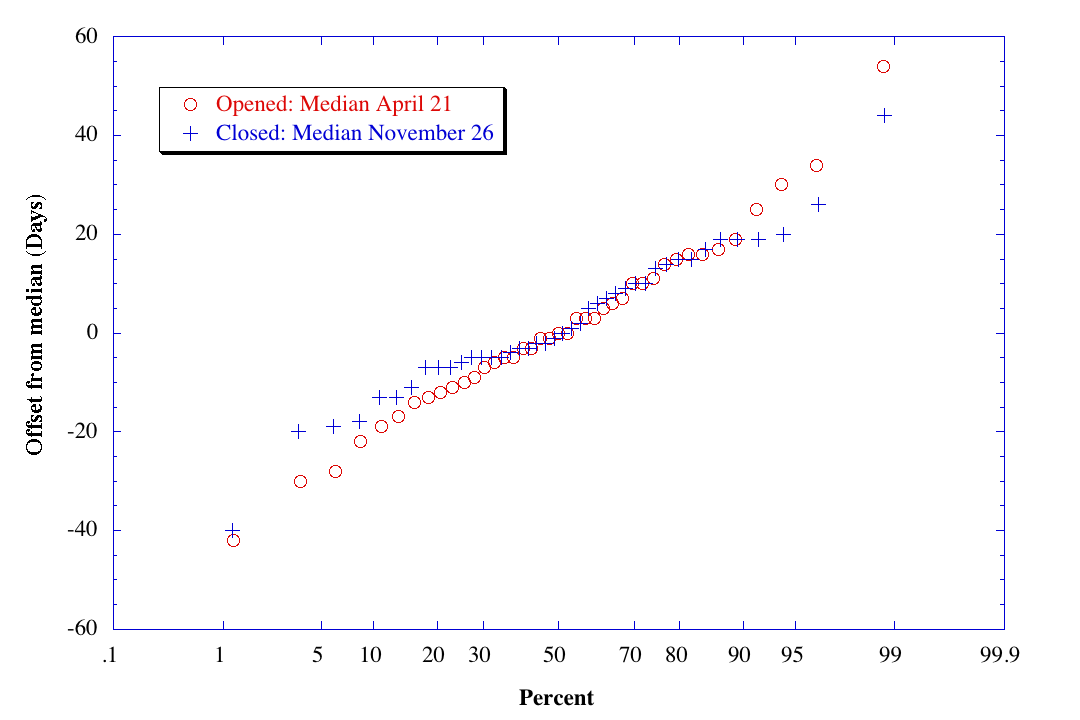 60
Opened: Median April 21
Closed: Median November 26
40
20
0
-20
-40
-60
Offset from median (Days)
.1 1 5 10 20 30 50 70 80 90 95 99 99.9
Percent